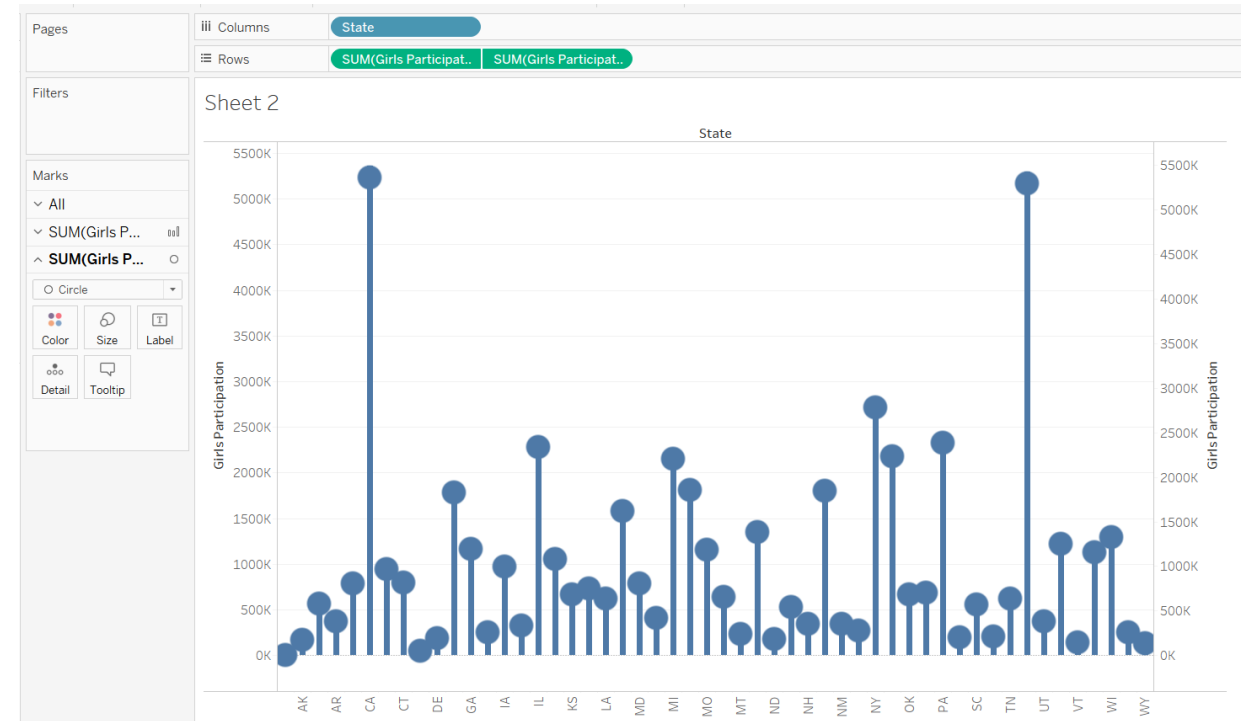 Pages
Columns
State
Rows
SUM(Girls Participat..
SUM(Girls Participat..
Filters
Sheet 2
State
Marks
All
SUM(Girls P...
SUM(Girls P...
Circle
Color
Size
Label
Detail
Tooltip
Girls Participation
5500K
5000K
4500K
4000K
3500K
3000K
2500K
2000K
1500K
1000K
500K
0K
5500K
5000K
4500K
4000K
3500K
3000K
2500K
2000K
1500K
1000K
500K
0K
Girls Participation
AK
AR
CA
CT
DE
GA
IA
IL
KS
LA
MD
MI
MO
MT
ND
NH
NM
NY
OK
PA
SC
TN
UT
VT
WI
WY